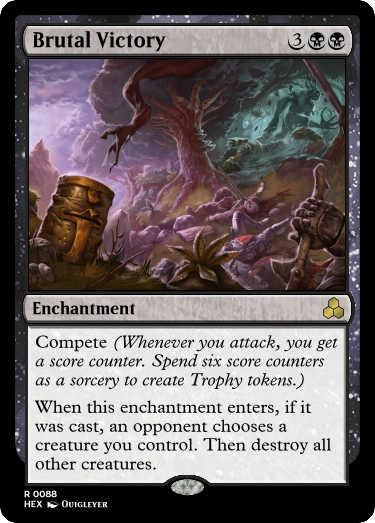 Brutal Victory 3
Enchantment
Compete (Whenever you attack, you get
a score counter. Spend six score counters
as a sorcery to create Trophy tokens.)
When this enchantment enters, if it
was cast, an opponent chooses a
creature you control. Then destroy all
other creatures.
R 0088
HEX Quigleyer